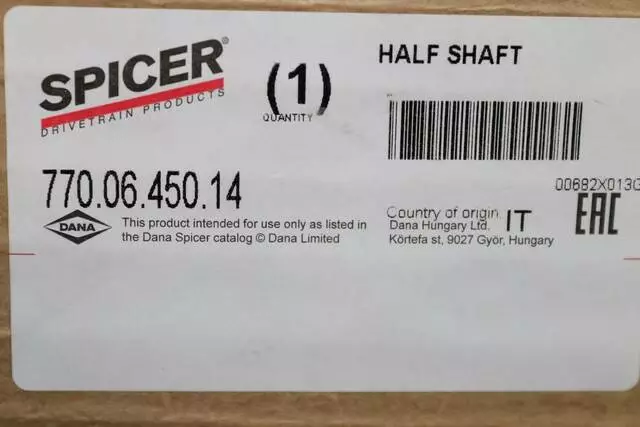 SPICER®
DRIVETRAIN PRODUCTS
(1)
QUANTITY
HALF SHAFT
770.06.450.14
DANA
This product intended for use only as listed in
the Dana Spicer catalog © Dana Limited
00682X013G
Country of origin IT
Dana Hungary Ltd.
Körtefa st, 9027 Győr, Hungary
EAC